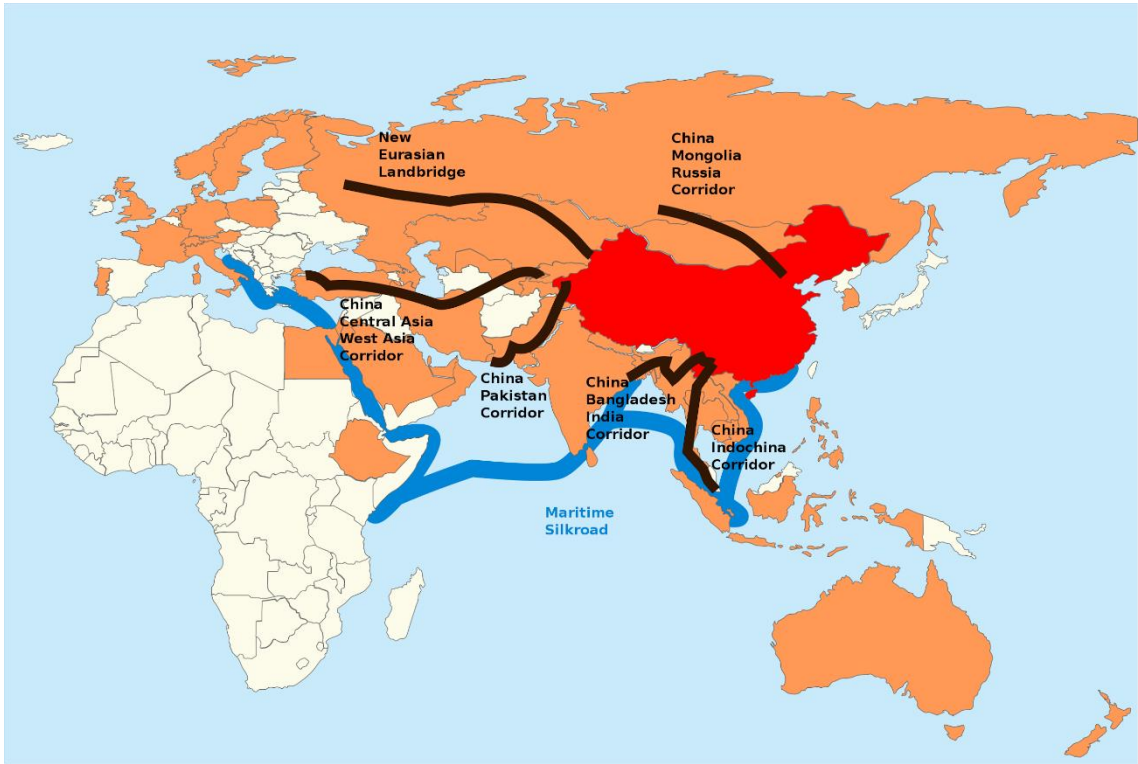 New
Eurasian
Landbridge
China
Mongolia
Russia
Corridor
China
Central Asia
West Asia
Corridor
China
Pakistan
Corridor
China
Bangladesh
India
Corridor
China
Indochina
Corridor
Maritime
Silkroad